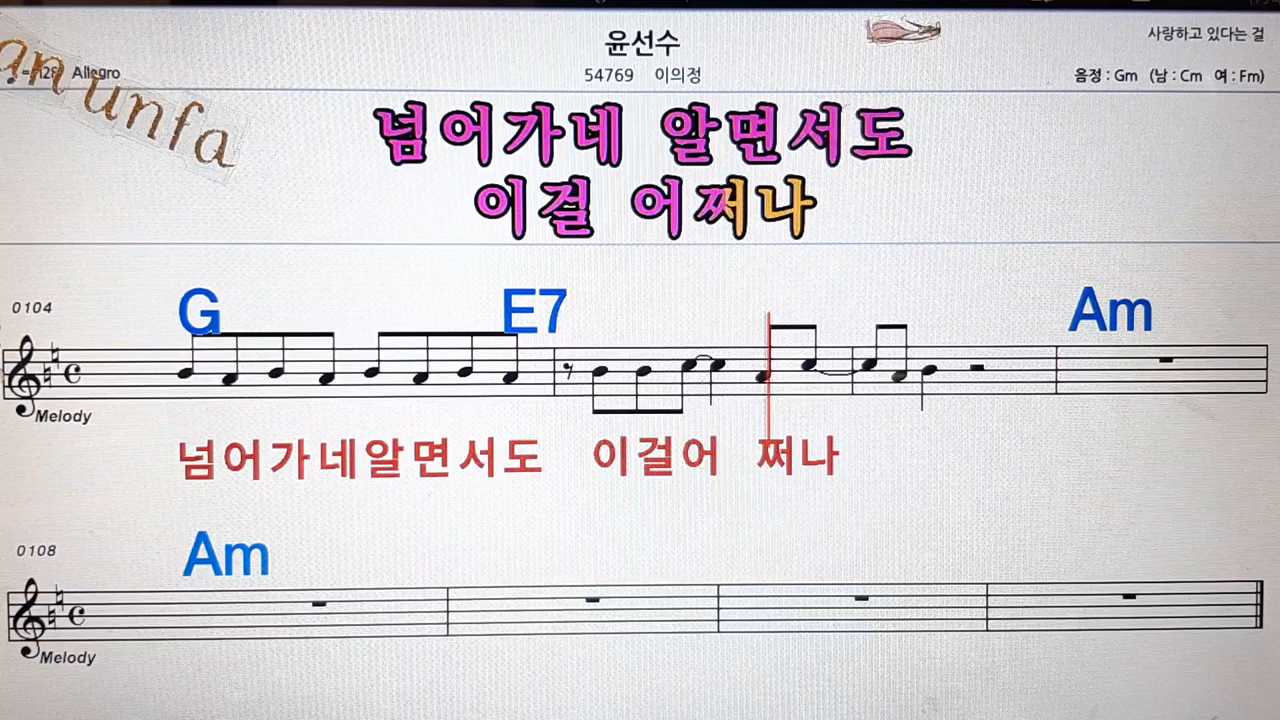 윤선수
사랑하고 있다는 걸
an unfa
=128 Allegro
54769 이의정
음정 : Gm (남 : Cm 여 : Fm)
넘어가네 알면서도
이걸 어쩌나
0104
G E7 Am
Melody
넘어가네알면서도 이걸어 쩌나
0108
Am
Melody